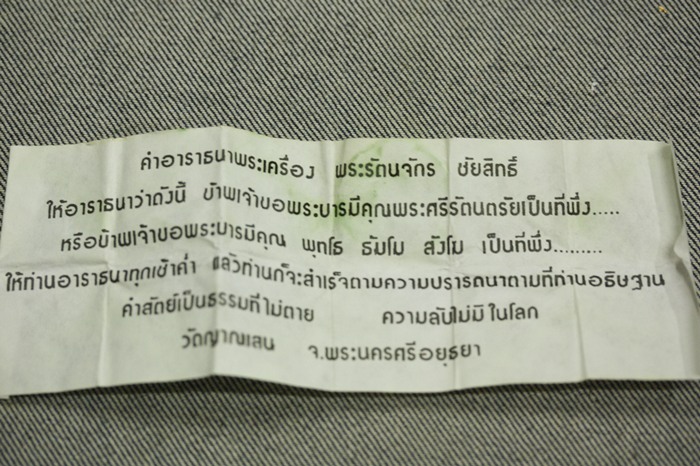 คำอาราธนาพระเครื่อง พระรัตนจักร ชัยสิทธิ์
ให้อาราธนาว่าดังนี้ ข้าพเจ้าขอพระบารมีคุณพระศรีรัตนตรัยเป็นที่พึ่ง.....
หรือข้าพเจ้าขอพระบารมีคุณ พุทโธ ธัมโม สังโม เป็นที่พึ่ง.........
ให้ท่านอาราธนาทุกเช้าค่ำ แล้วท่านก็จะสำเร็จตามความปรารถนาตามที่ท่านอธิษฐาน
คำสัตย์เป็นธรรมที่ไม่ตาย ความลับไม่มีในโลก
วัดญาณเสน จ.พระนครศรีอยุธยา